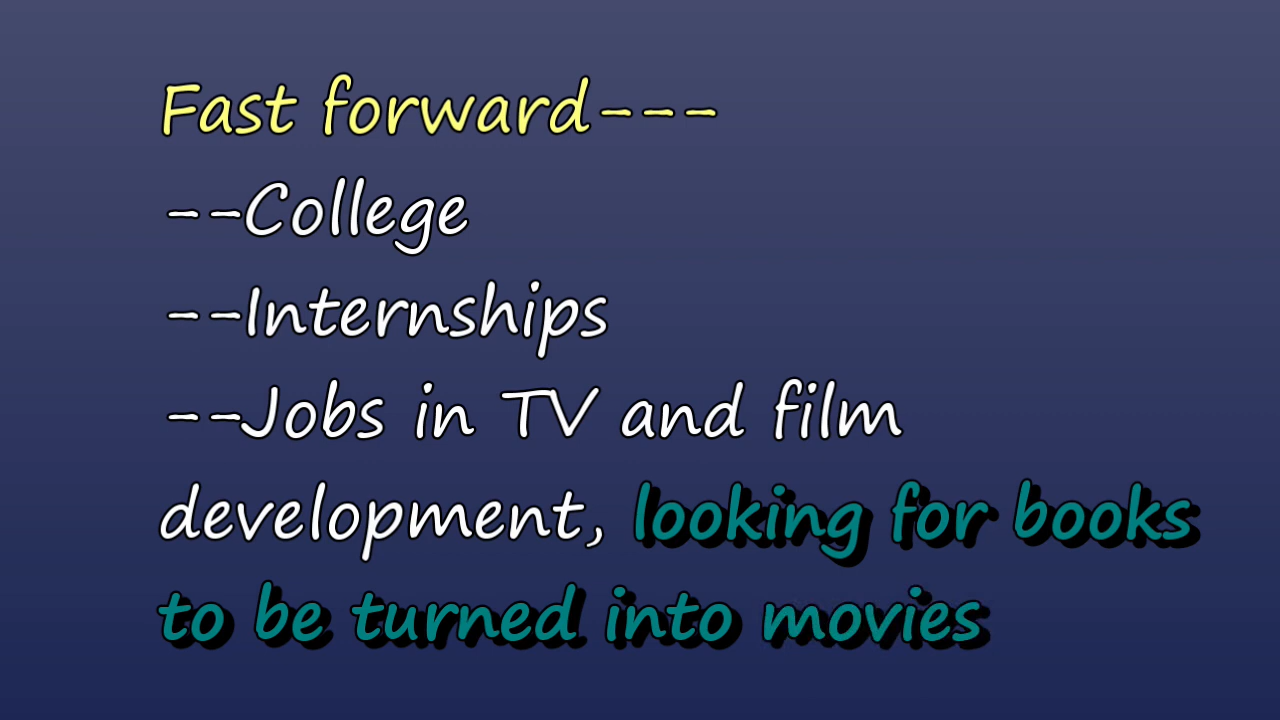 Fast forward---
--College
--Internships
--Jobs in TV and film
development, looking for books
to be turned into movies